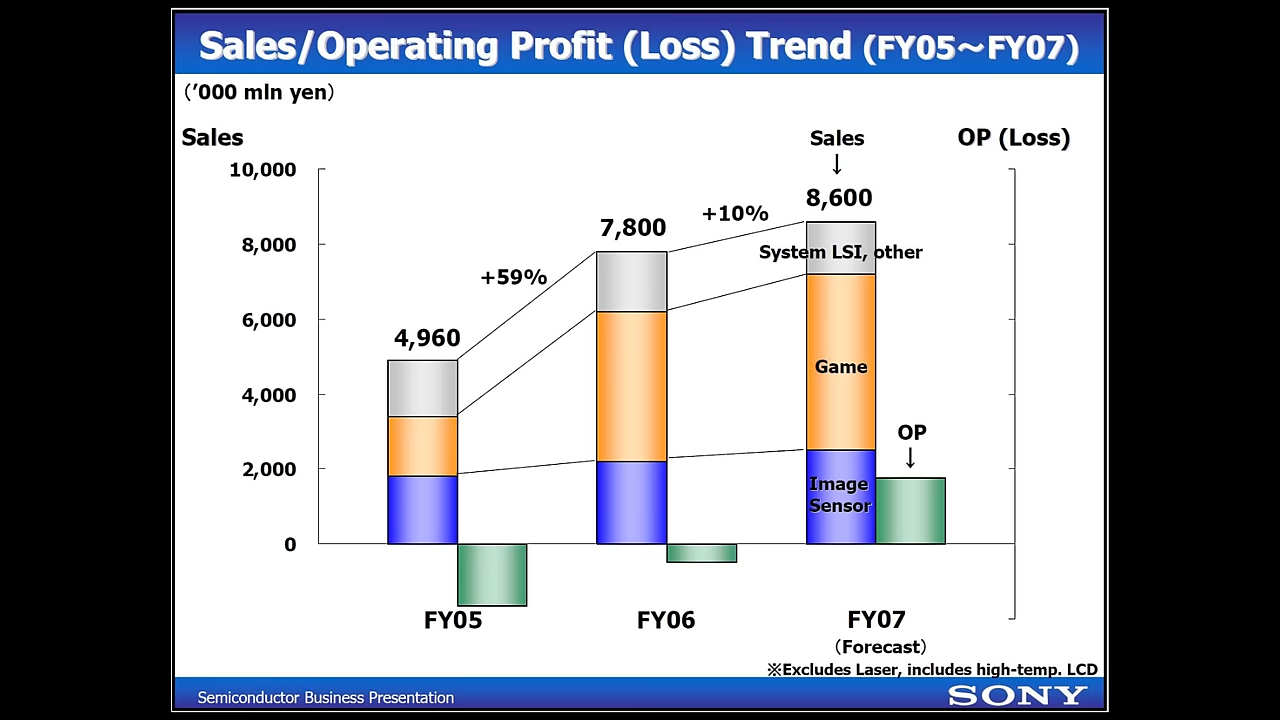 Sales/Operating Profit (Loss) Trend (FY05～FY07)
（’000 mln yen）
Sales
Sales
OP (Loss)
↓
10,000
8,600
+10%
7,800
8,000
System LSI, other
+59%
6,000
4,960
4,000
Game
OP
↓
2,000
Image
Sensor
0
FY05
FY06
FY07
（Forecast）
※Excludes Laser, includes high-temp. LCD
Semiconductor Business Presentation
SONY